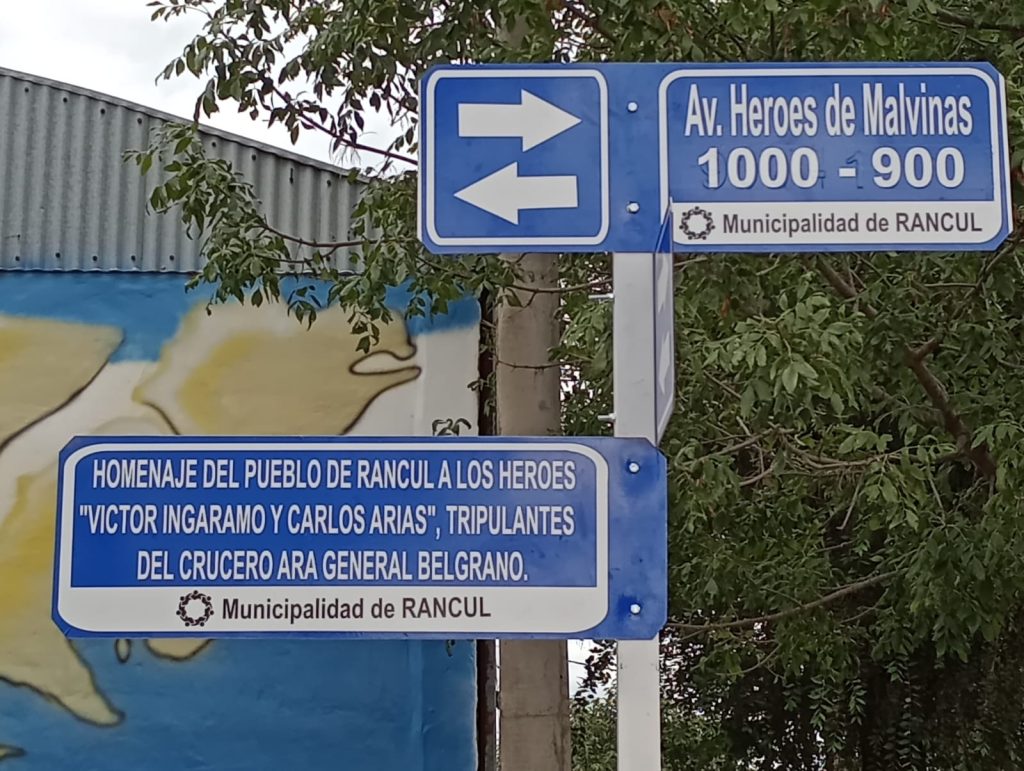 Av. Heroes de Malvinas
1000 - 900
Municipalidad de RANCUL
HOMENAJE DEL PUEBLO DE RANCUL A LOS HEROES
"VICTOR INGARAMO Y CARLOS ARIAS", TRIPULANTES
DEL CRUCERO ARA GENERAL BELGRANO.
Municipalidad de RANCUL